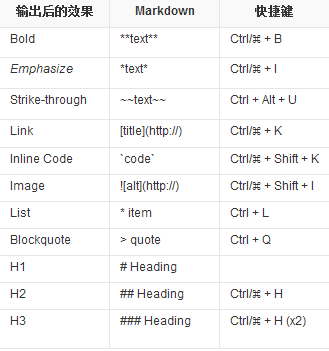 输出后的效果 Markdown 快捷键
Bold **text** Ctrl/⌘ + B
Emphasize *text* Ctrl/⌘ + I
Strike-through ~~text~~ Ctrl + Alt + U
Link [title](http://) Ctrl/⌘ + K
Inline Code `code` Ctrl/⌘ + Shift + K
Image ![alt](http://) Ctrl/⌘ + Shift + I
List * item Ctrl + L
Blockquote > quote Ctrl + Q
H1 # Heading
H2 ## Heading Ctrl/⌘ + H
H3 ### Heading Ctrl/⌘ + H (x2)